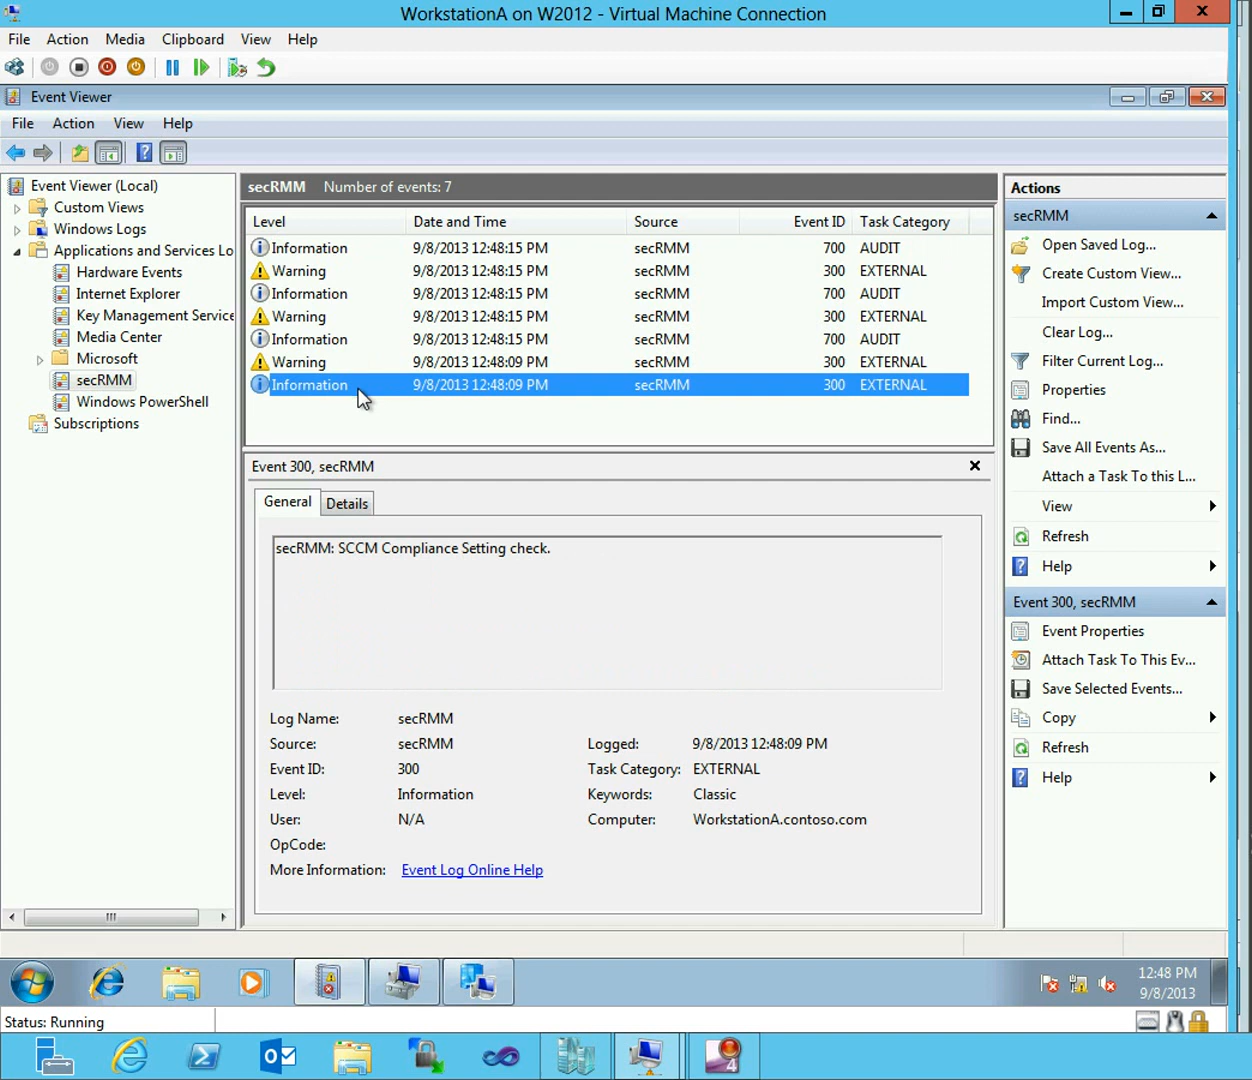 WorkstationA on W2012 - Virtual Machine Connection
File Action Media Clipboard View Help
Event Viewer
File Action View Help
Event Viewer (Local)
Custom Views
Windows Logs
Applications and Services Lo
Hardware Events
Internet Explorer
Key Management Service
Media Center
Microsoft
secRMM
Windows PowerShell
Subscriptions
secRMM Number of events: 7
Level Date and Time Source Event ID Task Category
Information 9/8/2013 12:48:15 PM secRMM 700 AUDIT
Warning 9/8/2013 12:48:15 PM secRMM 300 EXTERNAL
Information 9/8/2013 12:48:15 PM secRMM 700 AUDIT
Warning 9/8/2013 12:48:15 PM secRMM 300 EXTERNAL
Information 9/8/2013 12:48:15 PM secRMM 700 AUDIT
Warning 9/8/2013 12:48:09 PM secRMM 300 EXTERNAL
Information 9/8/2013 12:48:09 PM secRMM 300 EXTERNAL
Event 300, secRMM
General Details
secRMM: SCCM Compliance Setting check.
Log Name: secRMM
Source: secRMM Logged: 9/8/2013 12:48:09 PM
Event ID: 300 Task Category: EXTERNAL
Level: Information Keywords: Classic
User: N/A Computer: WorkstationA.contoso.com
OpCode:
More Information: Event Log Online Help
Actions
secRMM
Open Saved Log...
Create Custom View...
Import Custom View...
Clear Log...
Filter Current Log...
Properties
Find...
Save All Events As...
Attach a Task To this L...
View
Refresh
Help
Event 300, secRMM
Event Properties
Attach Task To This Ev...
Save Selected Events...
Copy
Refresh
Help
12:48 PM
9/8/2013
Status: Running
4